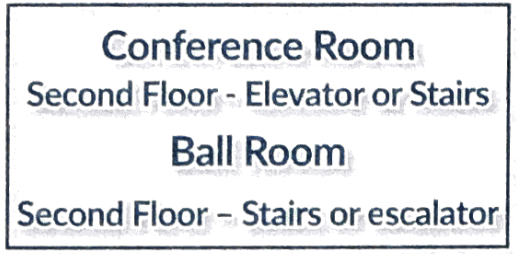 Conference Room
Second Floor - Elevator or Stairs
Ball Room
Second Floor – Stairs or escalator